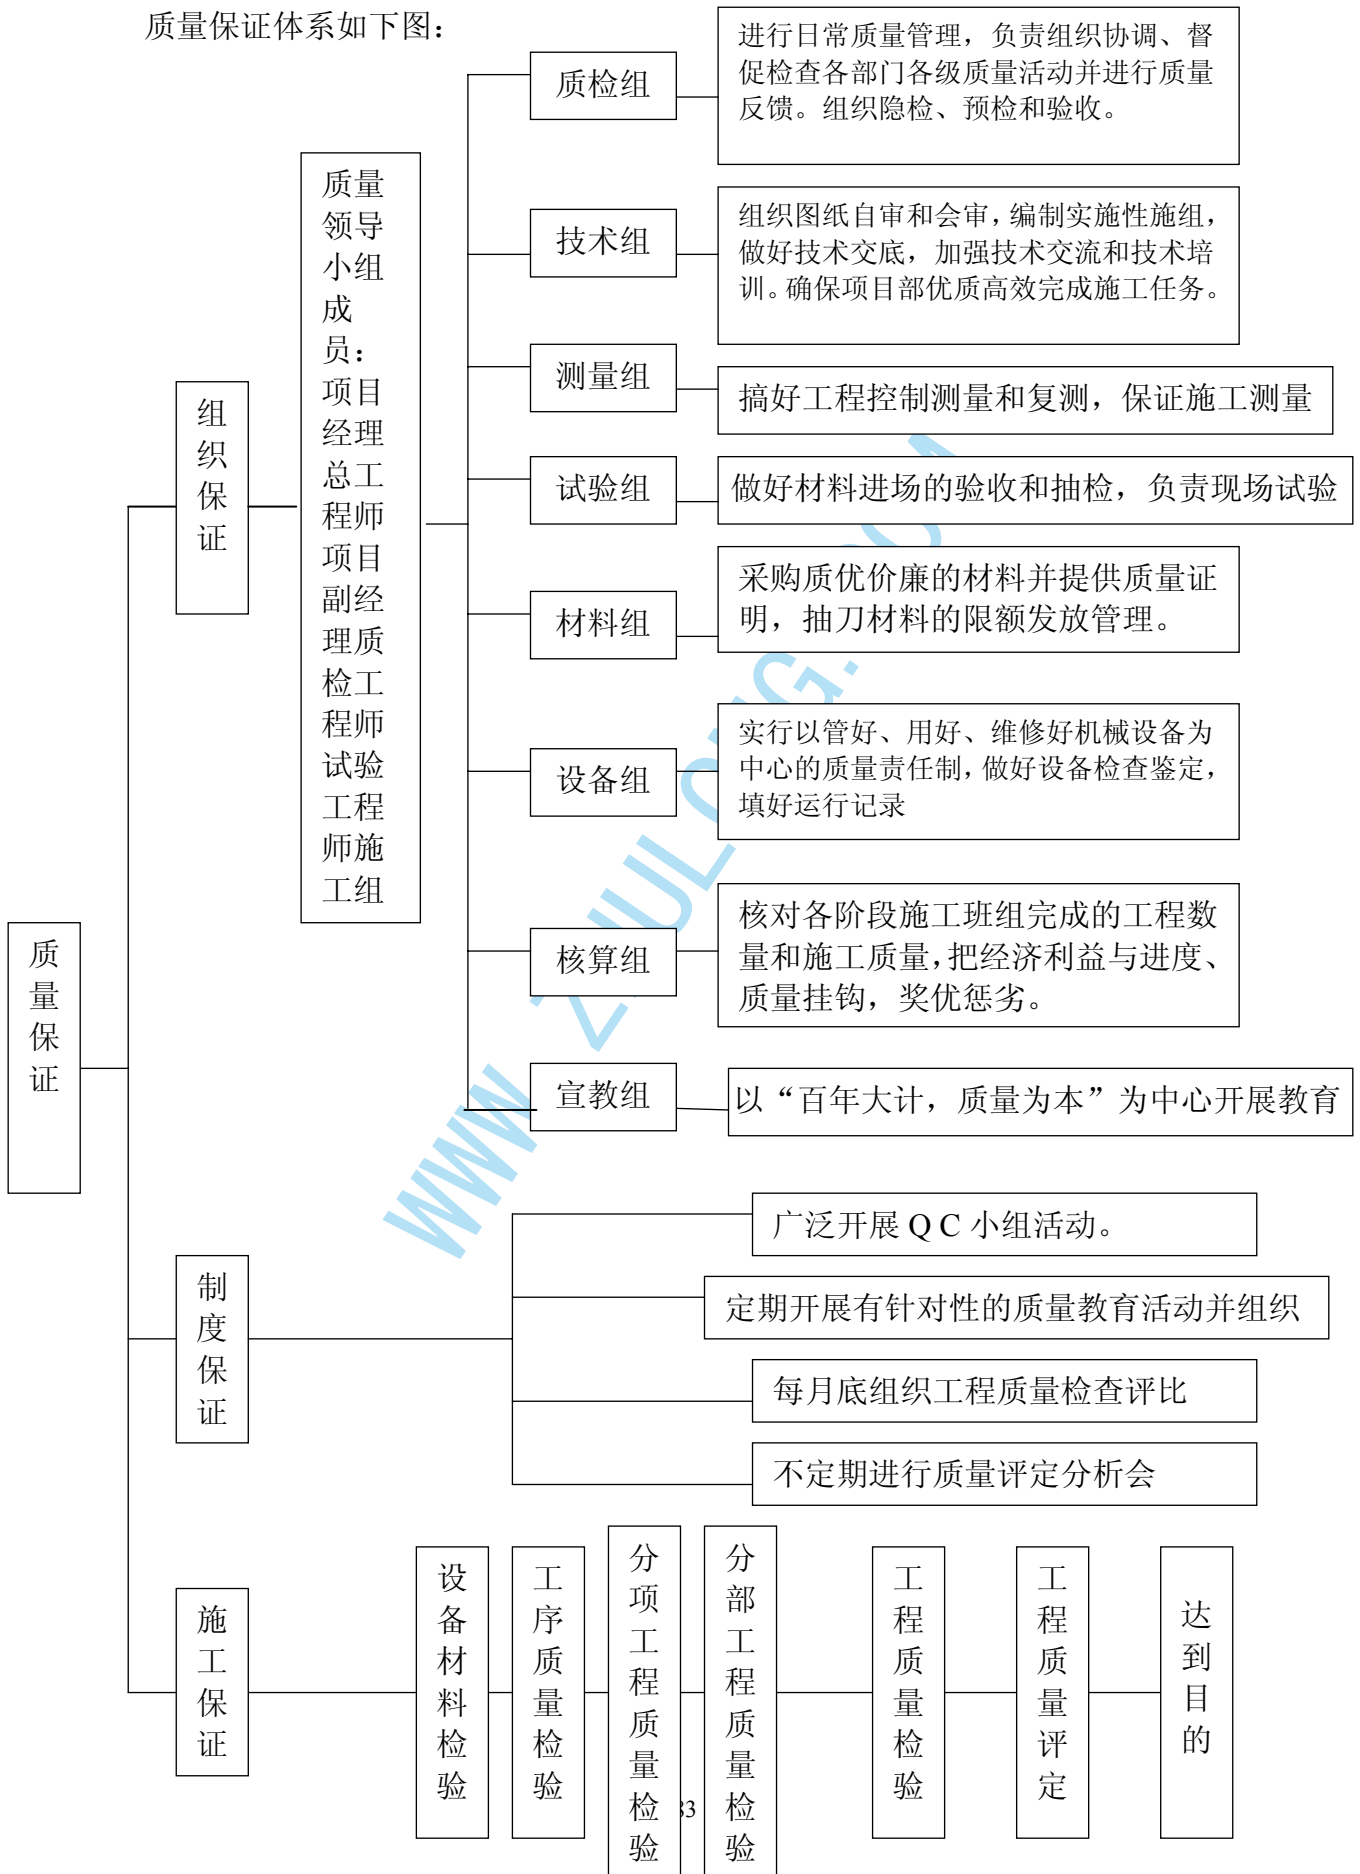 质量保证体系如下图：
质检组
进行日常质量管理，负责组织协调、督
促检查各部门各级质量活动并进行质量
反馈。组织隐检、预检和验收。
技术组
组织图纸自审和会审，编制实施性施组，
做好技术交底，加强技术交流和技术培
训。确保项目部优质高效完成施工任务。
测量组
搞好工程控制测量和复测，保证施工测量
试验组
做好材料进场的验收和抽检，负责现场试验
材料组
采购质优价廉的材料并提供质量证
明，抽刀材料的限额发放管理。
设备组
实行以管好、用好、维修好机械设备为
中心的质量责任制，做好设备检查鉴定，
填好运行记录
核算组
核对各阶段施工班组完成的工程数
量和施工质量，把经济利益与进度、
质量挂钩，奖优惩劣。
宣教组
以“百年大计，质量为本”为中心开展教育
质量
领导
小组
成
员：
项目
经理
总工
程师
项目
副经
理质
检工
程师
试验
工程
师施
工组
组织保证
质量保证
制度保证
广泛开展 Q C 小组活动。
定期开展有针对性的质量教育活动并组织
每月底组织工程质量检查评比
不定期进行质量评定分析会
施工保证
设备材料检验
工序质量检验
分项工程质量检验
分部工程质量检验
工程质量检验
工程质量评定
达到目的
83